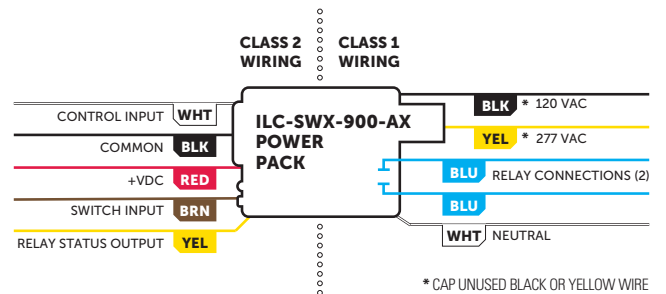 CLASS 2 WIRING
CLASS 1 WIRING
ILC-SWX-900-AX
POWER
PACK
CONTROL INPUT WHT
COMMON BLK
+VDC RED
SWITCH INPUT BRN
RELAY STATUS OUTPUT YEL
BLK * 120 VAC
YEL * 277 VAC
BLU RELAY CONNECTIONS (2)
BLU
WHT NEUTRAL
* CAP UNUSED BLACK OR YELLOW WIRE